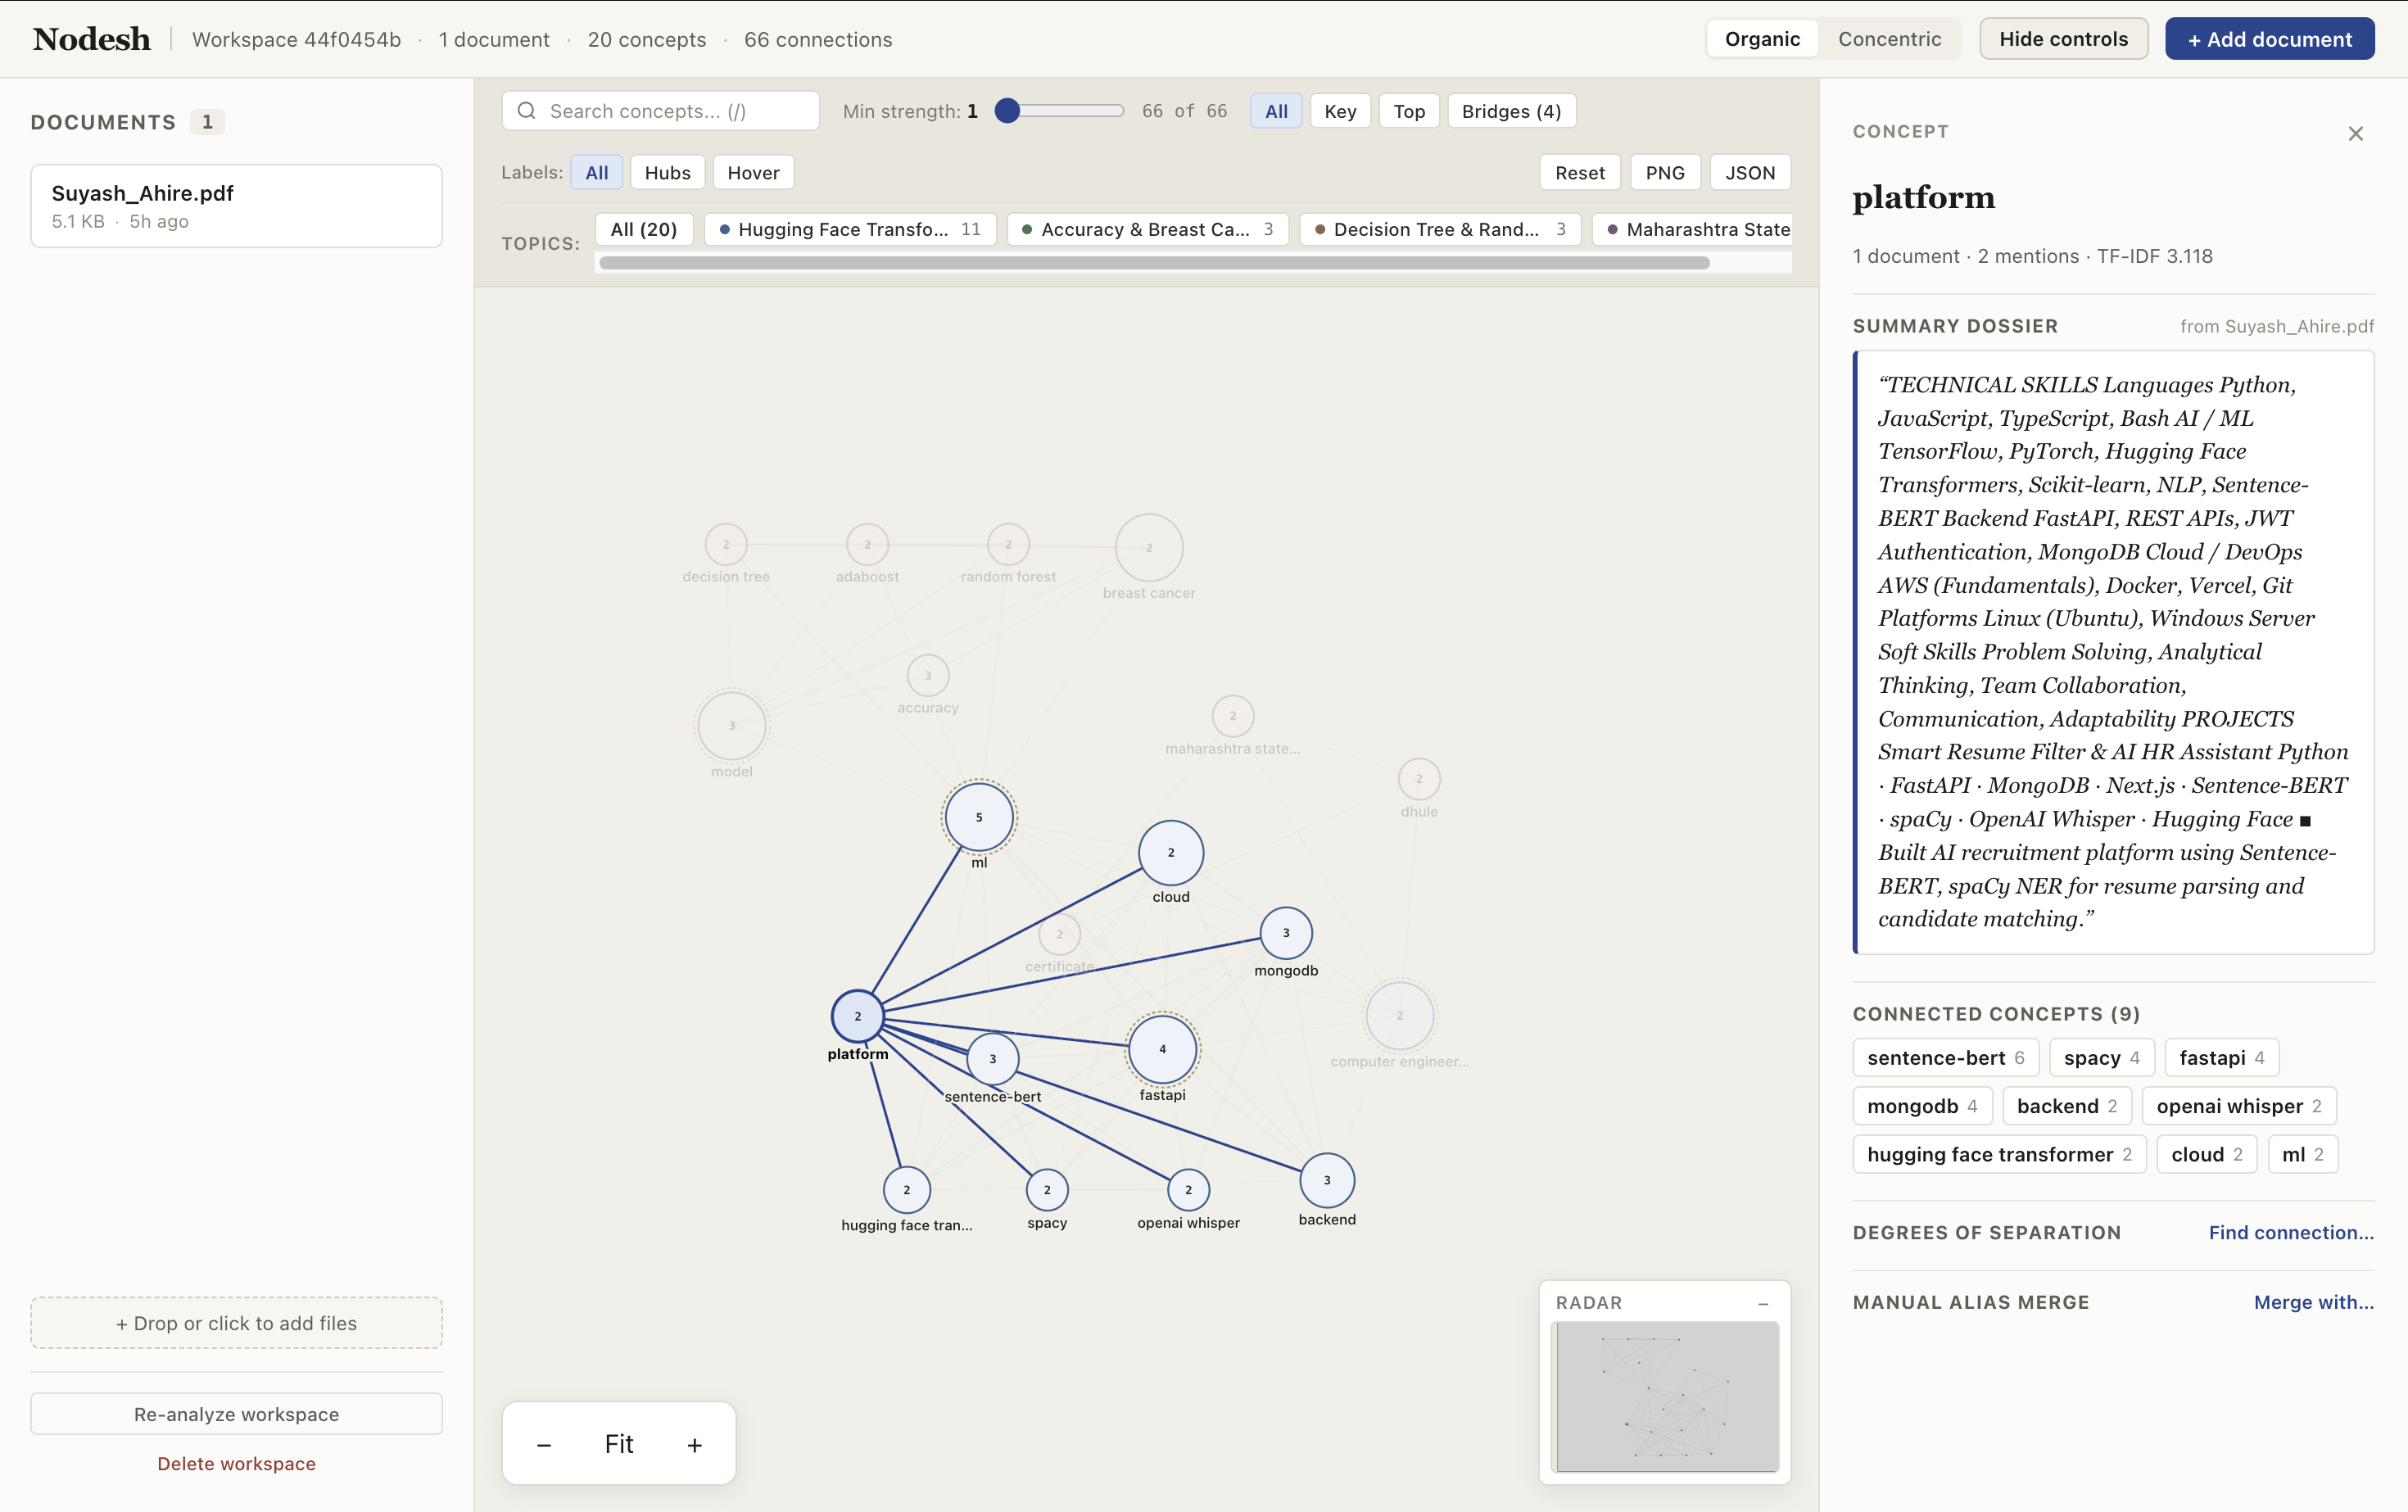 Nodesh
Workspace 44f0454b · 1 document · 20 concepts · 66 connections
Organic
Concentric
Hide controls
+ Add document
DOCUMENTS 1
Suyash_Ahire.pdf
5.1 KB · 5h ago
+ Drop or click to add files
Re-analyze workspace
Delete workspace
Search concepts... (/)
Min strength: 1
66 of 66
All
Key
Top
Bridges (4)
Labels:
All
Hubs
Hover
Reset
PNG
JSON
TOPICS:
All (20)
Hugging Face Transfo... 11
Accuracy & Breast Ca... 3
Decision Tree & Rand... 3
Maharashtra State
2
decision tree
2
adaboost
2
random forest
2
breast cancer
3
accuracy
3
model
2
maharashtra state...
2
dhule
5
ml
2
cloud
2
certificate
3
mongodb
2
platform
3
sentence-bert
4
fastapi
2
computer engineer...
2
hugging face tran...
2
spacy
2
openai whisper
3
backend
− Fit +
RADAR –
CONCEPT ×
platform
1 document · 2 mentions · TF-IDF 3.118
SUMMARY DOSSIER
from Suyash_Ahire.pdf
“TECHNICAL SKILLS Languages Python,
JavaScript, TypeScript, Bash AI / ML
TensorFlow, PyTorch, Hugging Face
Transformers, Scikit-learn, NLP, Sentence-
BERT Backend FastAPI, REST APIs, JWT
Authentication, MongoDB Cloud / DevOps
AWS (Fundamentals), Docker, Vercel, Git
Platforms Linux (Ubuntu), Windows Server
Soft Skills Problem Solving, Analytical
Thinking, Team Collaboration,
Communication, Adaptability PROJECTS
Smart Resume Filter & AI HR Assistant Python
· FastAPI · MongoDB · Next.js · Sentence-BERT
· spaCy · OpenAI Whisper · Hugging Face ■
Built AI recruitment platform using Sentence-
BERT, spaCy NER for resume parsing and
candidate matching.”
CONNECTED CONCEPTS (9)
sentence-bert 6
spacy 4
fastapi 4
mongodb 4
backend 2
openai whisper 2
hugging face transformer 2
cloud 2
ml 2
DEGREES OF SEPARATION
Find connection...
MANUAL ALIAS MERGE
Merge with...